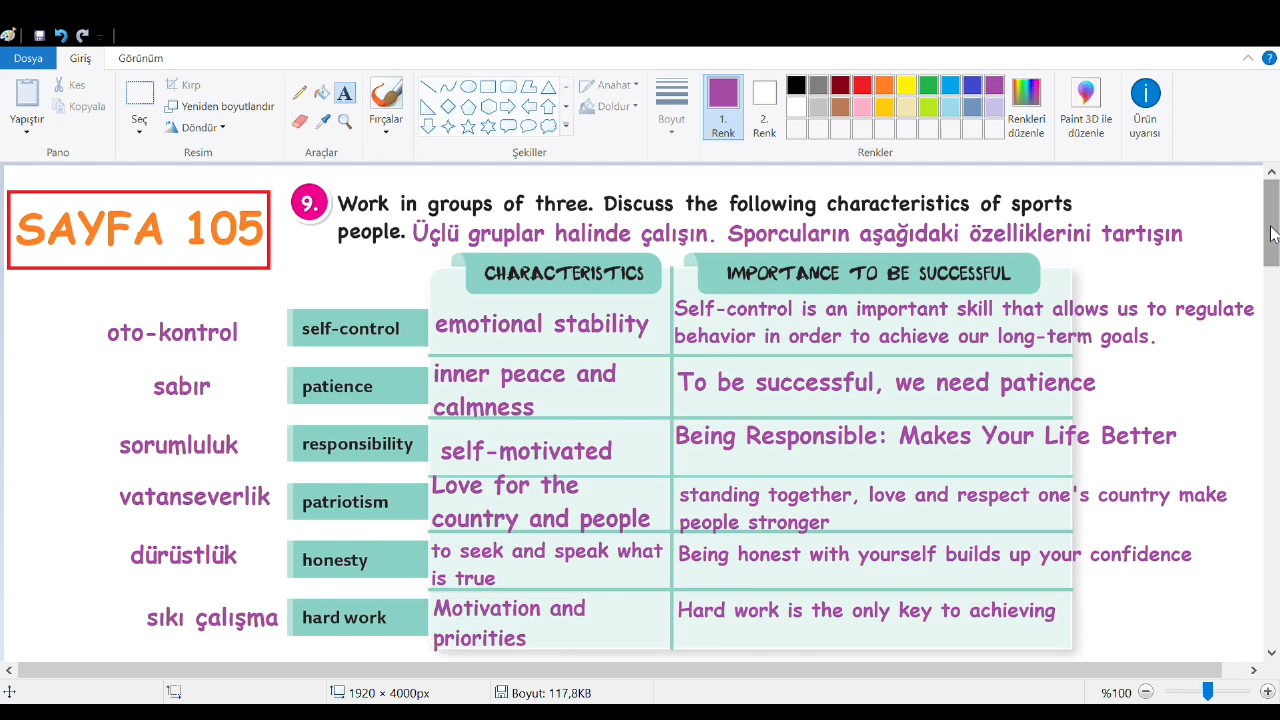 Dosya Giriş Görünüm
Yapıştır
Kes
Kopyala
Pano
Seç
Kırp
Yeniden boyutlandır
Döndür
Resim
A
Araçlar
Fırçalar
Anahat
Doldur
Şekiller
Boyut
1. Renk
2. Renk
Renkleri düzenle
Renkler
Paint 3D ile düzenle
Ürün uyarısı
SAYFA 105
9. Work in groups of three. Discuss the following characteristics of sports
people. Üçlü gruplar halinde çalışın. Sporcuların aşağıdaki özelliklerini tartışın
CHARACTERISTICS IMPORTANCE TO BE SUCCESSFUL
oto-kontrol self-control emotional stability
Self-control is an important skill that allows us to regulate
behavior in order to achieve our long-term goals.
sabır patience
inner peace and
calmness
To be successful, we need patience
sorumluluk responsibility self-motivated
Being Responsible: Makes Your Life Better
vatanseverlik patriotism
Love for the
country and people
standing together, love and respect one's country make
people stronger
dürüstlük honesty
to seek and speak what
is true
Being honest with yourself builds up your confidence
sıkı çalışma hard work
Motivation and
priorities
Hard work is the only key to achieving
1920 × 4000px Boyut: 117,8KB %100